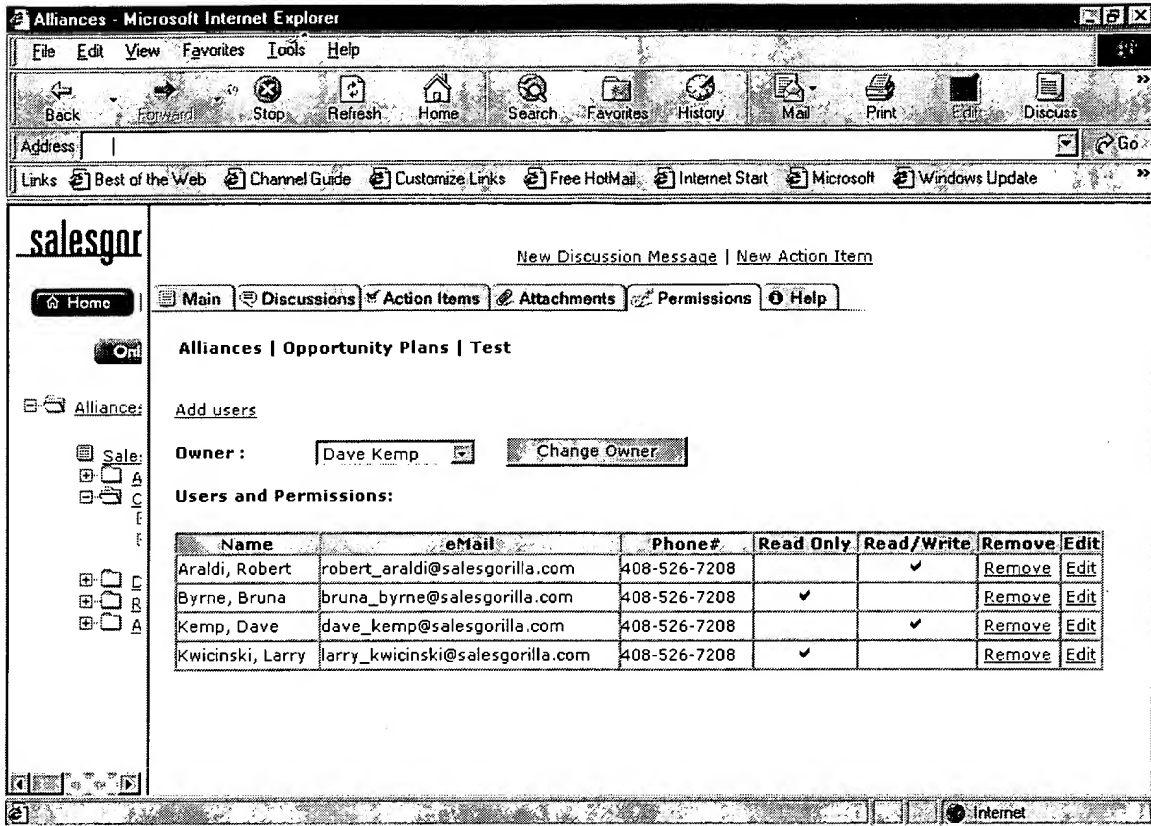 Alliances - Microsoft Internet Explorer
File Edit View Favorites Tools Help
Back Forward Stop Refresh Home Search Favorites History Mail Print Edit Discuss
Address Go
Links Best of the Web Channel Guide Customize Links Free HotMail Internet Start Microsoft Windows Update
salesgor
New Discussion Message | New Action Item
Home
Main Discussions Action Items Attachments Permissions Help
Alliances | Opportunity Plans | Test
Alliances
Add users
Owner : Dave Kemp Change Owner
Sale
A
C
Users and Permissions:
Name eMail Phone# Read Only Read/Write Remove Edit
Araldi, Robert robert_araldi@salesgorilla.com 408-526-7208 ✔ Remove Edit
Byrne, Bruna bruna_byrne@salesgorilla.com 408-526-7208 ✔ Remove Edit
Kemp, Dave dave_kemp@salesgorilla.com 408-526-7208 ✔ Remove Edit
Kwicinski, Larry larry_kwicinski@salesgorilla.com 408-526-7208 ✔ Remove Edit
D
R
A
Internet